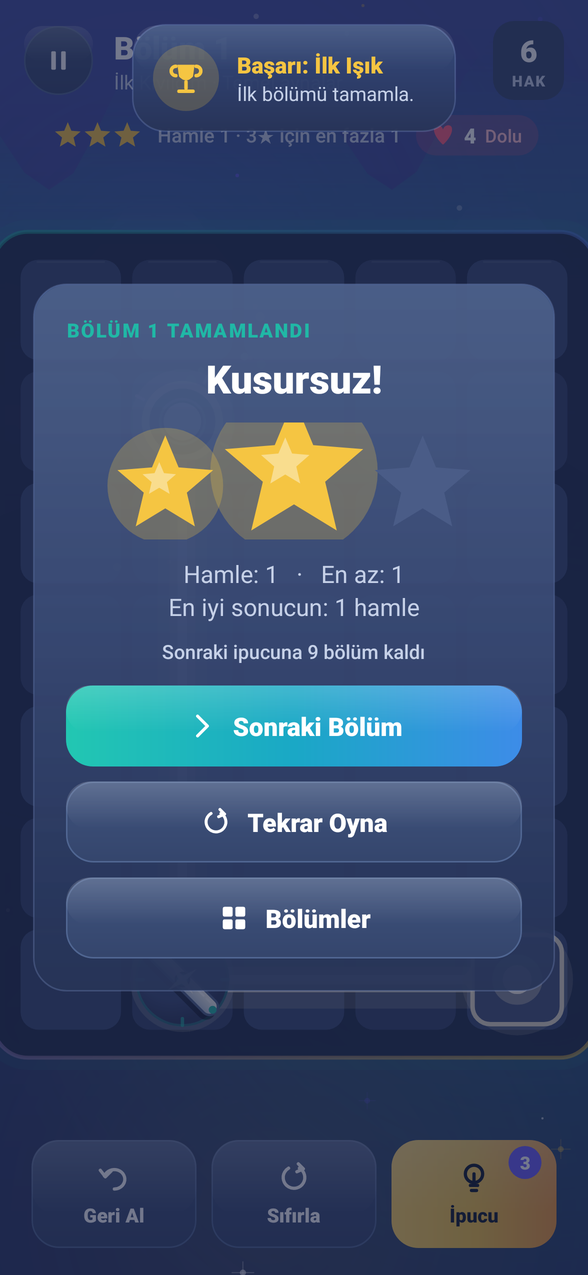 Başarı: İlk Işık
İlk bölümü tamamla.
6
HAK
Hamle 1 · 3★ için en fazla 1
4 Dolu
BÖLÜM 1 TAMAMLANDI
Kusursuz!
Hamle: 1 · En az: 1
En iyi sonucun: 1 hamle
Sonraki ipucuna 9 bölüm kaldı
Sonraki Bölüm
Tekrar Oyna
Bölümler
Geri Al
Sıfırla
3
İpucu